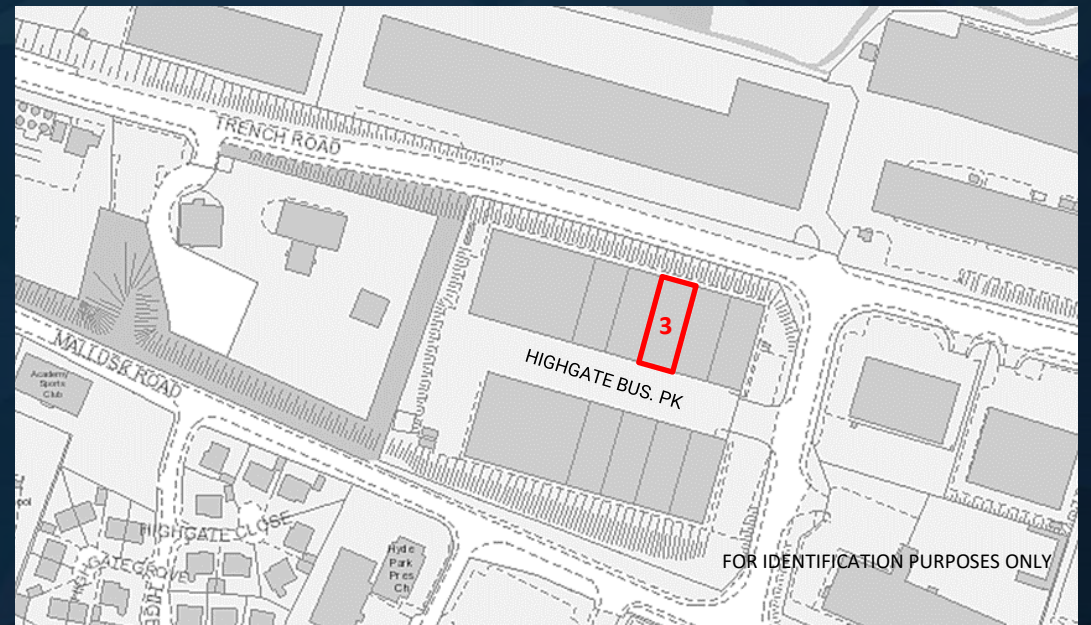 TRENCH ROAD
3
HIGHGATE BUS. PK
MALLUSK ROAD
Academy
Sports
Club
HIGHGATE CLOSE
Hyde
Park
Pres
Ch
FOR IDENTIFICATION PURPOSES ONLY